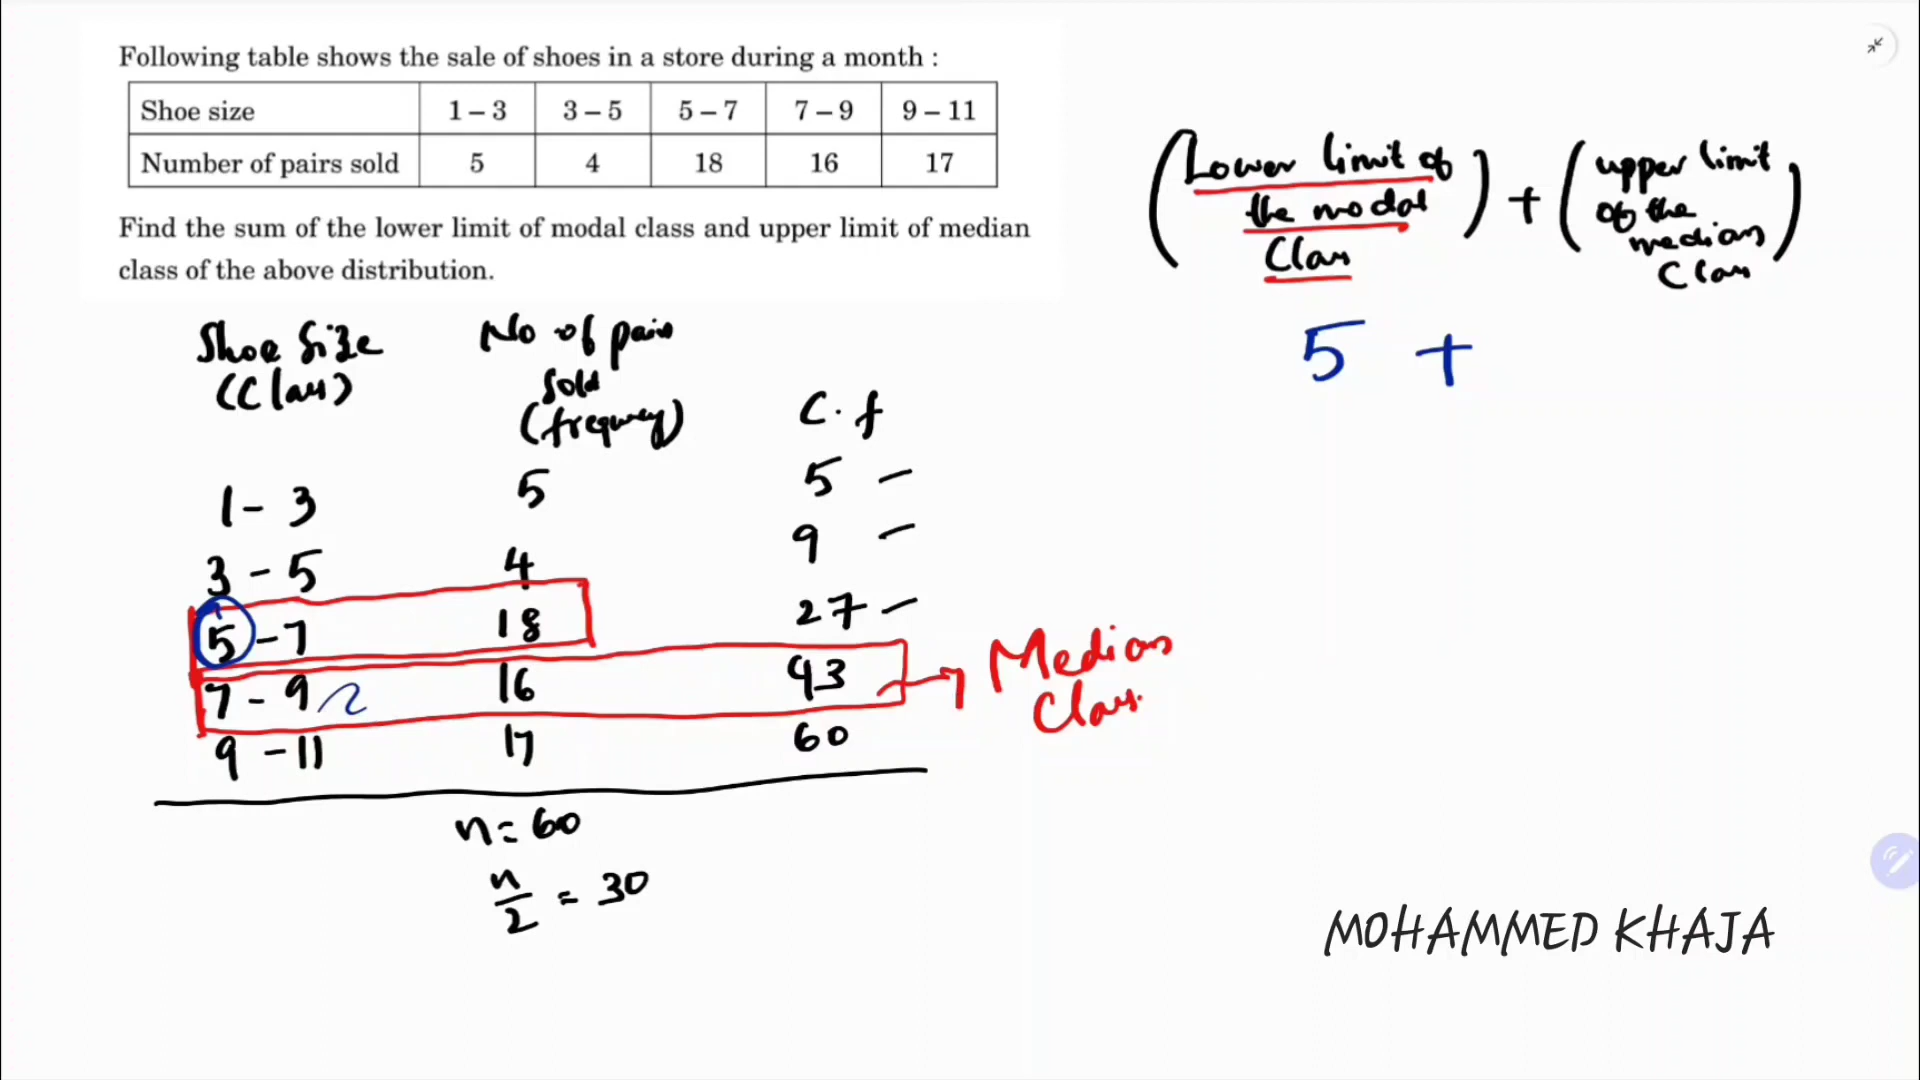 Following table shows the sale of shoes in a store during a month :
Shoe size 1 – 3 3 – 5 5 – 7 7 – 9 9 – 11
Number of pairs sold 5 4 18 16 17
Find the sum of the lower limit of modal class and upper limit of median
class of the above distribution.
(Lower limit of the modal Class) + (upper limit of the median Class)
5 +
Shoe Size (Class)
No of pairs sold (frequency)
C.f
1 - 3 5 5 -
3 - 5 4 9 -
5 - 7 18 27 -
7 - 9 16 43 → Median Class
9 - 11 17 60
n = 60
n/2 = 30
MOHAMMED KHAJA